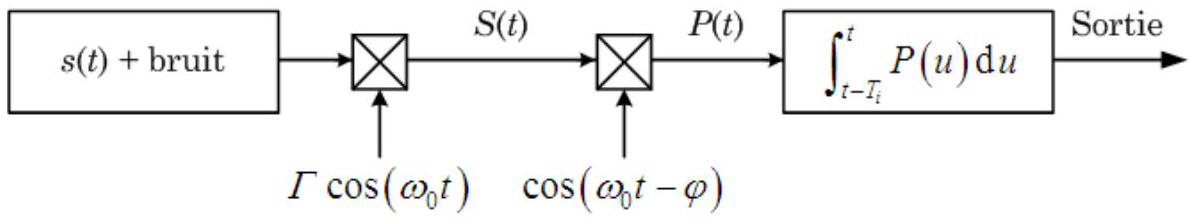 s(t) + bruit
S(t)
P(t)
∫_{t−T_i}^{t} P(u) du
Sortie
Γ cos(ω₀t)
cos(ω₀t − φ)